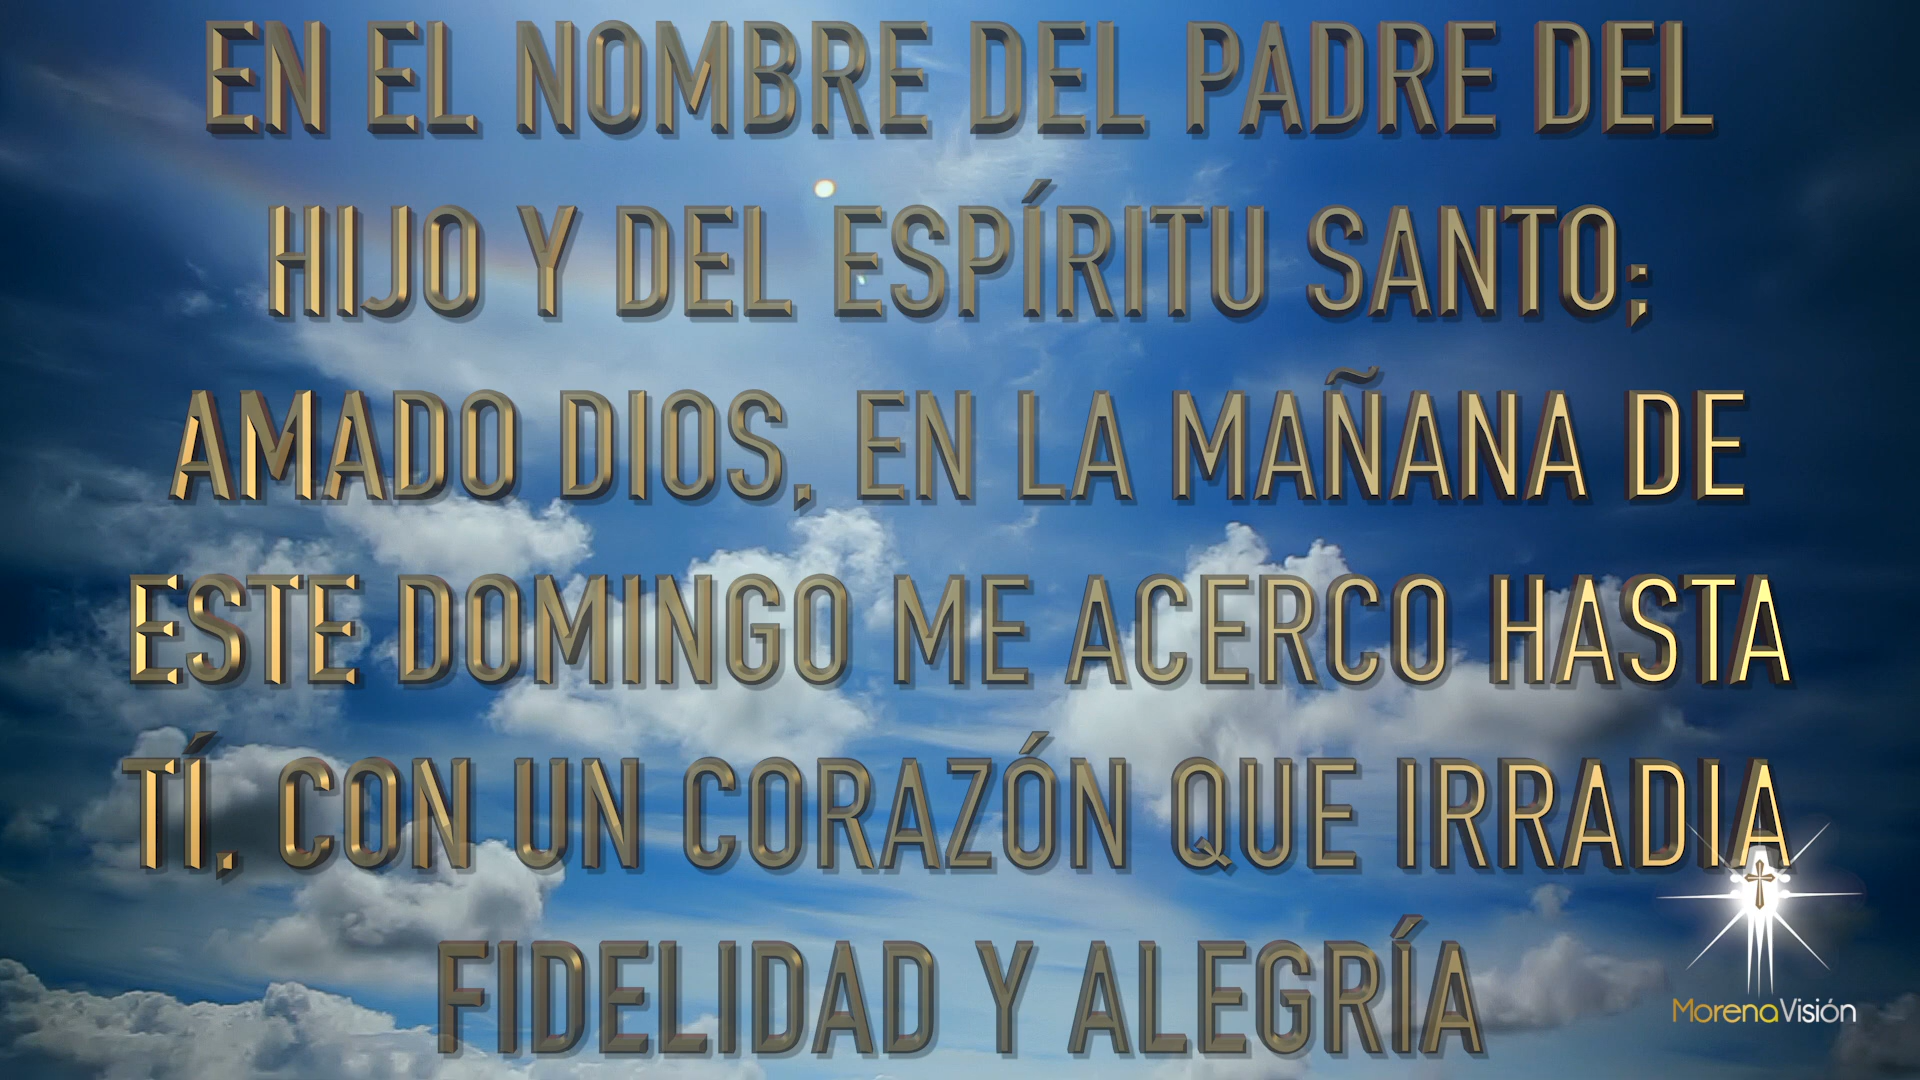 EN EL NOMBRE DEL PADRE DEL
HIJO Y DEL ESPÍRITU SANTO;
AMADO DIOS, EN LA MAÑANA DE
ESTE DOMINGO ME ACERCO HASTA
TÍ, CON UN CORAZÓN QUE IRRADIA
FIDELIDAD Y ALEGRÍA
MorenaVisión